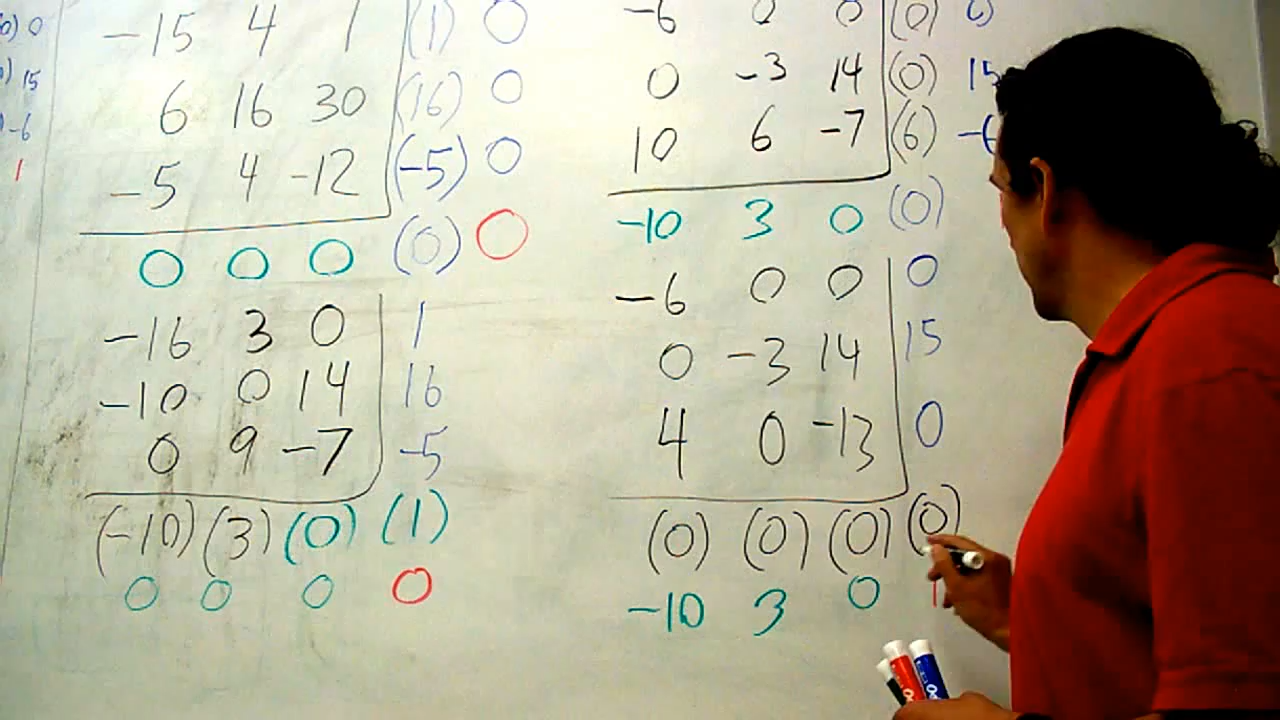 0) 0
) 15
) -6
1
-15 4 1 (1) 0
6 16 30 (16) 0
-5 4 -12 (-5) 0
0 0 0 (0) 0
-16 3 0 1
-10 0 14 16
0 9 -7 -5
(-10) (3) (0) (1)
0 0 0 0
-6 0 0 (0) 0
0 -3 14 (0) 15
10 6 -7 (6) -6
-10 3 0 (0)
-6 0 0 0
0 -3 14 15
4 0 -13 0
(0) (0) (0) (0)
-10 3 0 1